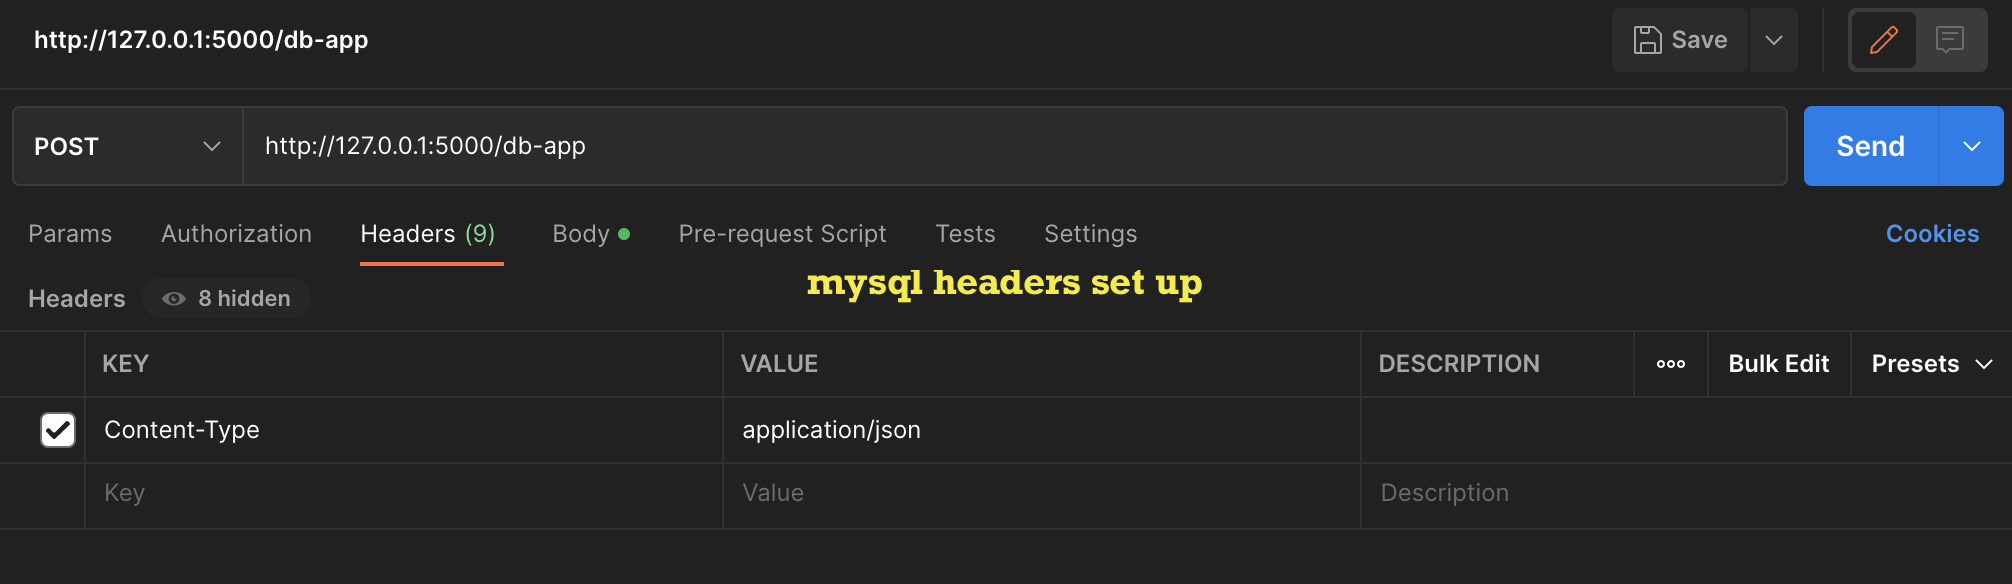 http://127.0.0.1:5000/db-app
Save
POST
http://127.0.0.1:5000/db-app
Send
Params Authorization Headers (9) Body Pre-request Script Tests Settings Cookies
mysql headers set up
Headers 8 hidden
KEY VALUE DESCRIPTION Bulk Edit Presets
Content-Type application/json
Key Value Description